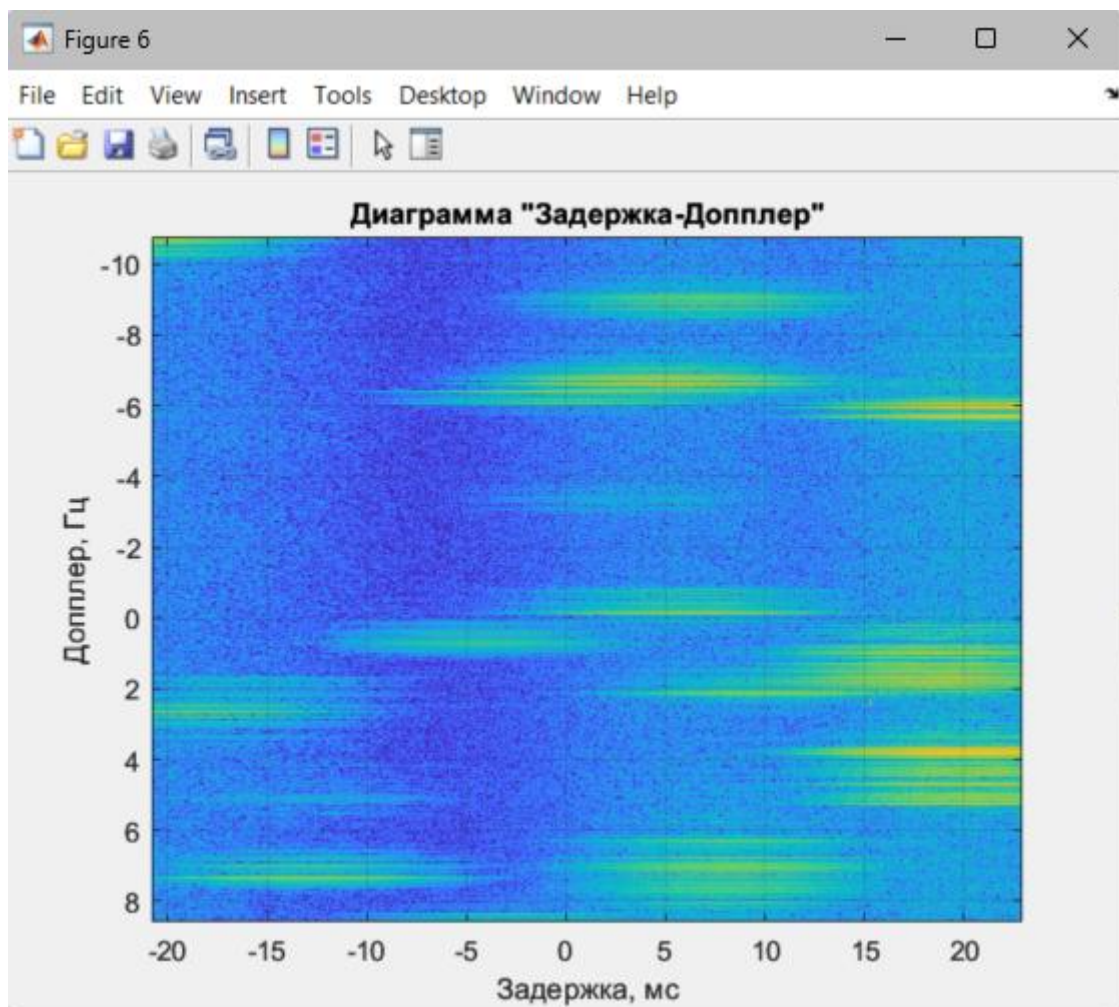 Figure 6
File Edit View Insert Tools Desktop Window Help
Диаграмма "Задержка-Допплер"
-10
-8
-6
-4
-2
0
2
4
6
8
Допплер, Гц
-20 -15 -10 -5 0 5 10 15 20
Задержка, мс